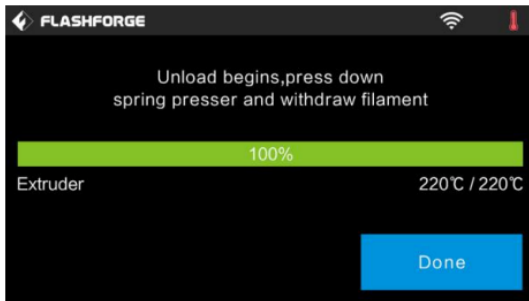 FLASHFORGE
Unload begins,press down
spring presser and withdraw filament
100%
Extruder 220℃ / 220℃
Done